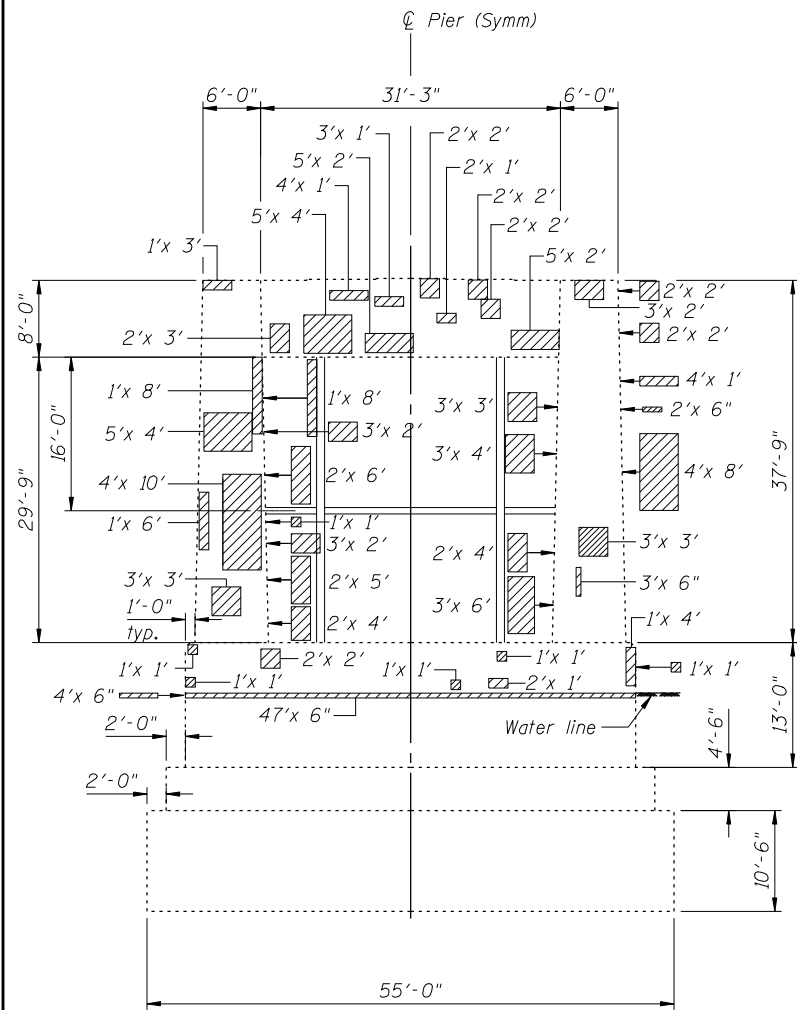 ℄ Pier (Symm)
6'-0"
31'-3"
6'-0"
3'x 1'
2'x 2'
5'x 2'
2'x 1'
4'x 1'
2'x 2'
5'x 4'
2'x 2'
1'x 3'
5'x 2'
2'x 2'
3'x 2'
8'-0"
2'x 3'
2'x 2'
1'x 8'
1'x 8'
3'x 3'
4'x 1'
2'x 6"
5'x 4'
3'x 2'
16'-0"
3'x 4'
4'x 10'
2'x 6'
4'x 8'
29'-9"
37'-9"
1'x 6'
1'x 1'
3'x 2'
2'x 4'
3'x 3'
3'x 3'
2'x 5'
3'x 6"
1'-0"
typ.
2'x 4'
3'x 6'
1'x 4'
1'x 1'
2'x 2'
1'x 1'
1'x 1'
1'x 1'
1'x 1'
2'x 1'
4'x 6"
47'x 6"
Water line
13'-0"
2'-0"
4'-6"
2'-0"
10'-6"
55'-0"